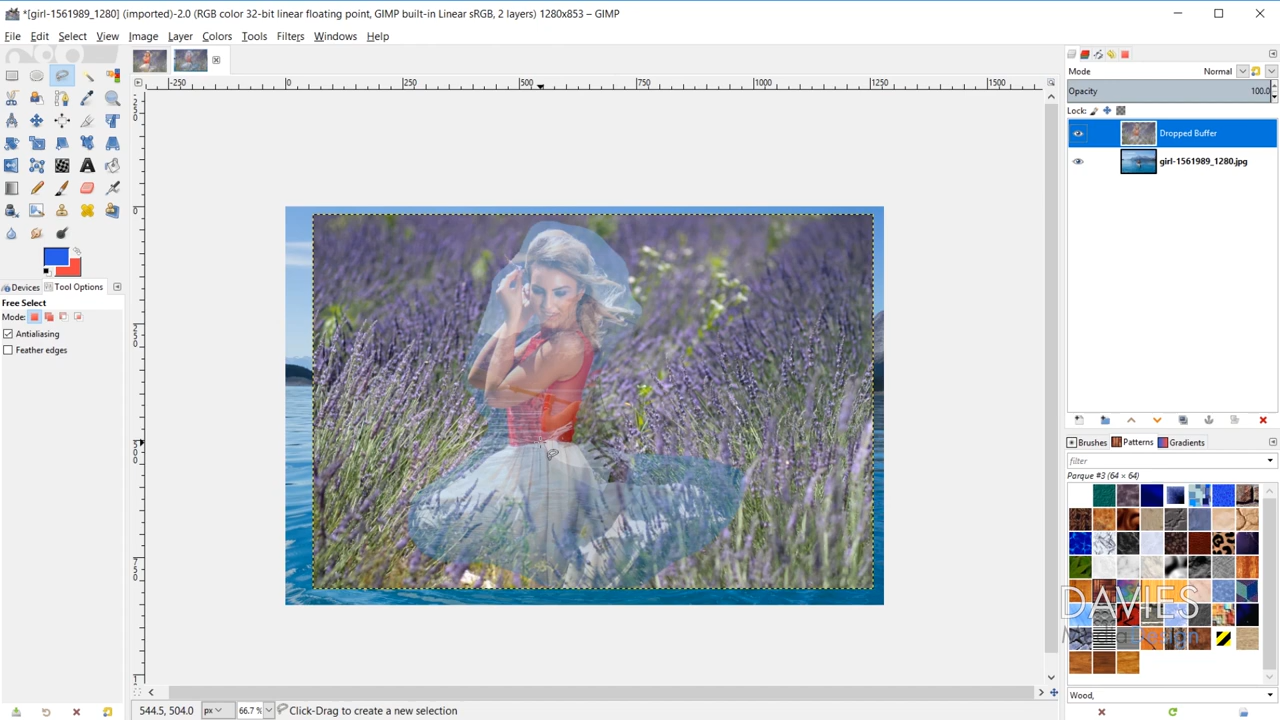 *[girl-1561989_1280] (imported)-2.0 (RGB color 32-bit linear floating point, GIMP built-in Linear sRGB, 2 layers) 1280x853 – GIMP
File Edit Select View Image Layer Colors Tools Filters Windows Help
-250 0 250 500 750 1000 1250 1500
Mode Normal
Opacity 100.0
Lock:
Dropped Buffer
girl-1561989_1280.jpg
Devices Tool Options
Free Select
Mode:
Antialiasing
Feather edges
Brushes Patterns Gradients
filter
Parque #3 (64 × 64)
DAVIES
Wood,
544.5, 504.0 px 66.7 % Click-Drag to create a new selection